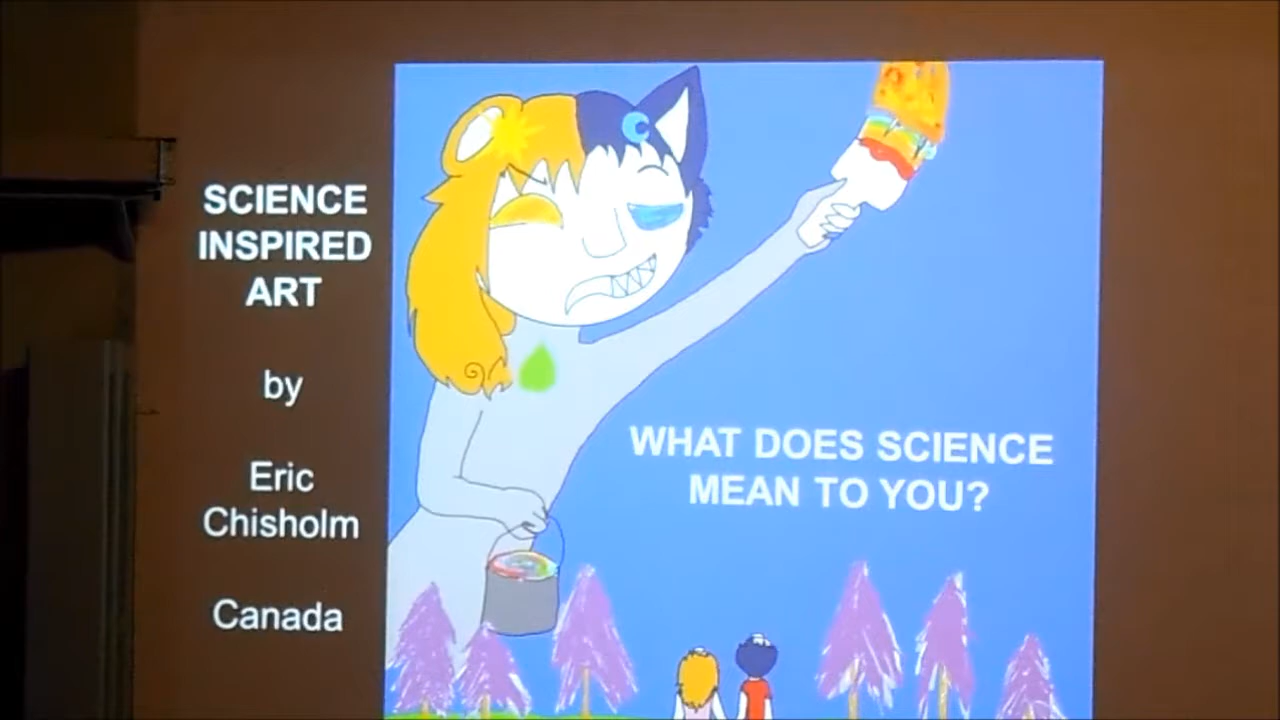 SCIENCE
INSPIRED
ART
by
Eric
Chisholm
Canada
WHAT DOES SCIENCE
MEAN TO YOU?